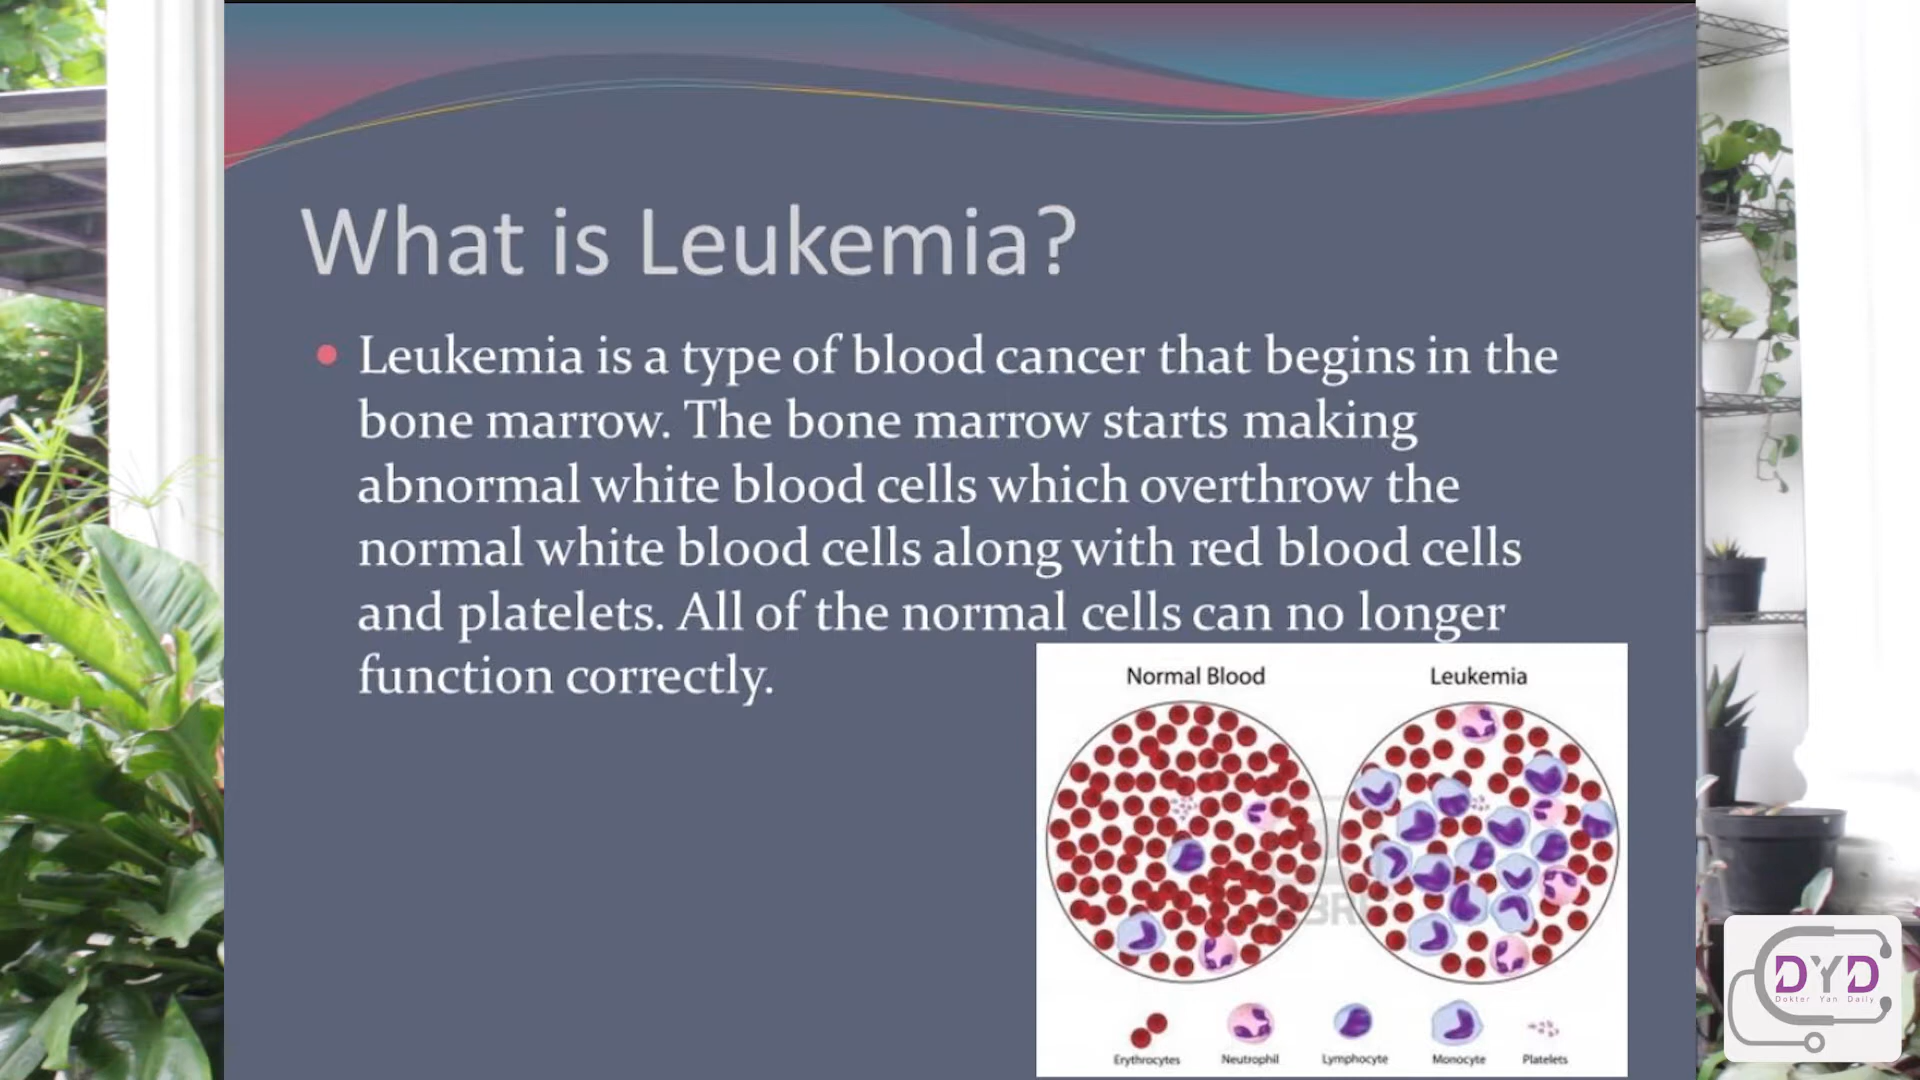 What is Leukemia?
Leukemia is a type of blood cancer that begins in the
bone marrow. The bone marrow starts making
abnormal white blood cells which overthrow the
normal white blood cells along with red blood cells
and platelets. All of the normal cells can no longer
function correctly.
Normal Blood
Leukemia
Erythrocytes
Neutrophil
Lymphocyte
Monocyte
Platelets
DYD
Dokter Yan Daily